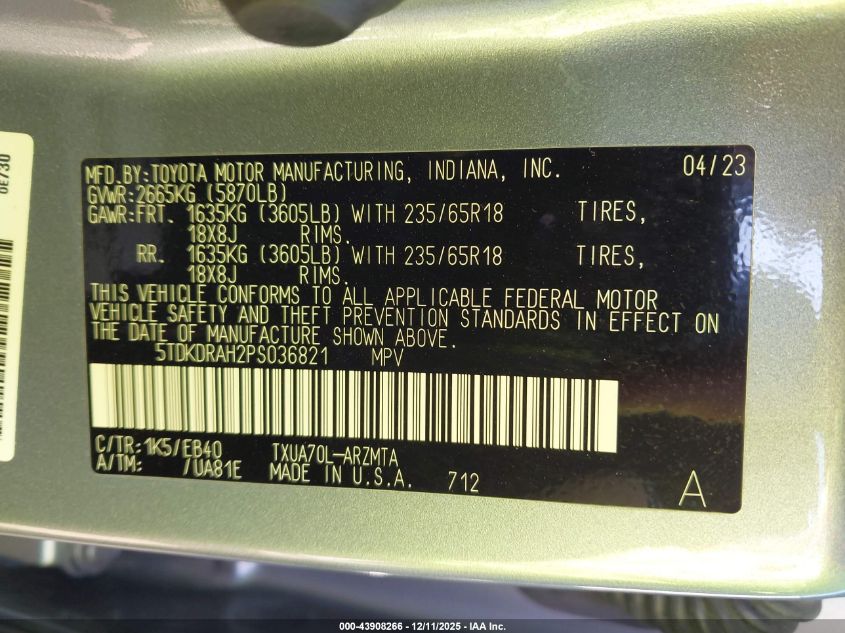 MFD.BY:TOYOTA MOTOR MANUFACTURING, INDIANA, INC. 04/23
GVWR:2665KG (5870LB)
GAWR:FRT. 1635KG (3605LB) WITH 235/65R18 TIRES,
18X8J RIMS.
RR. 1635KG (3605LB) WITH 235/65R18 TIRES,
18X8J RIMS.
THIS VEHICLE CONFORMS TO ALL APPLICABLE FEDERAL MOTOR
VEHICLE SAFETY AND THEFT PREVENTION STANDARDS IN EFFECT ON
THE DATE OF MANUFACTURE SHOWN ABOVE.
5TDKDRAH2PS036821 MPV
C/TR:1K5/EB40 TXUA70L-ARZMTA
A/TM: /UA81E MADE IN U.S.A. 712 A
0E730
000-43908266 - 12/11/2025 - IAA Inc.